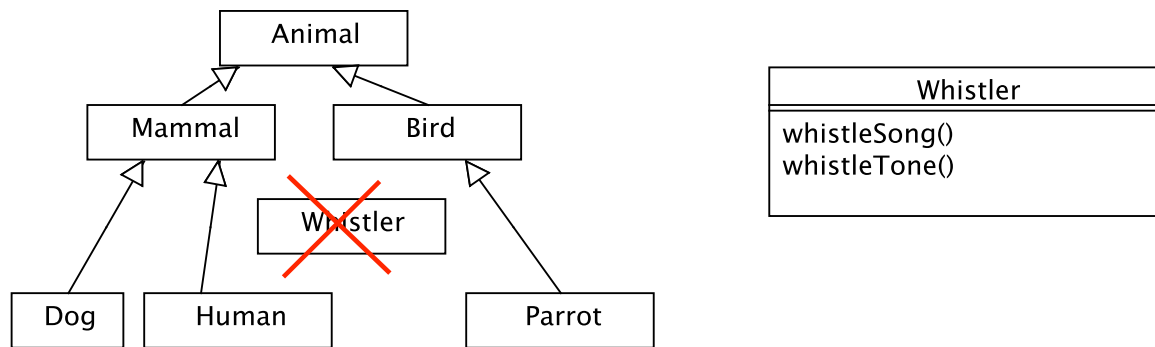 Animal
Mammal
Bird
Whistler
Dog
Human
Parrot
Whistler
whistleSong()
whistleTone()